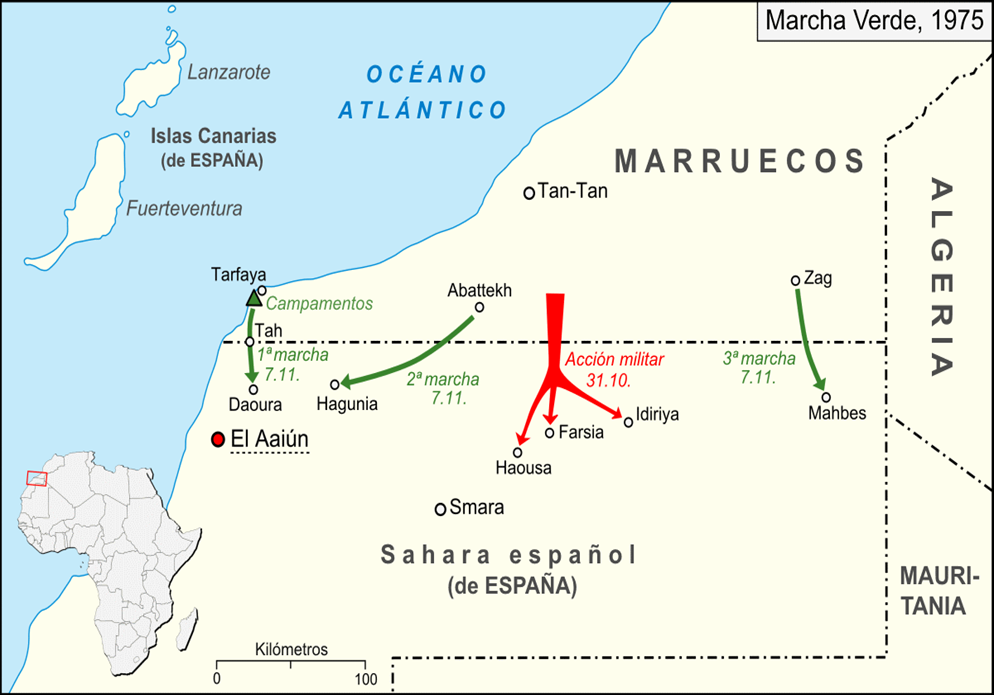 Marcha Verde, 1975
Lanzarote
OCÉANO
ATLÁNTICO
Islas Canarias
(de ESPAÑA)
MARRUECOS
Tan-Tan
Fuerteventura
ALGERIA
Tarfaya
Campamentos
Abattekh
Zag
Tah
1ª marcha
7.11.
2ª marcha
7.11.
Acción militar
31.10.
3ª marcha
7.11.
Daoura
Hagunia
Idiriya
Mahbes
El Aaiún
Farsia
Haousa
Smara
Sahara español
(de ESPAÑA)
MAURI-
TANIA
Kilómetros
0
100